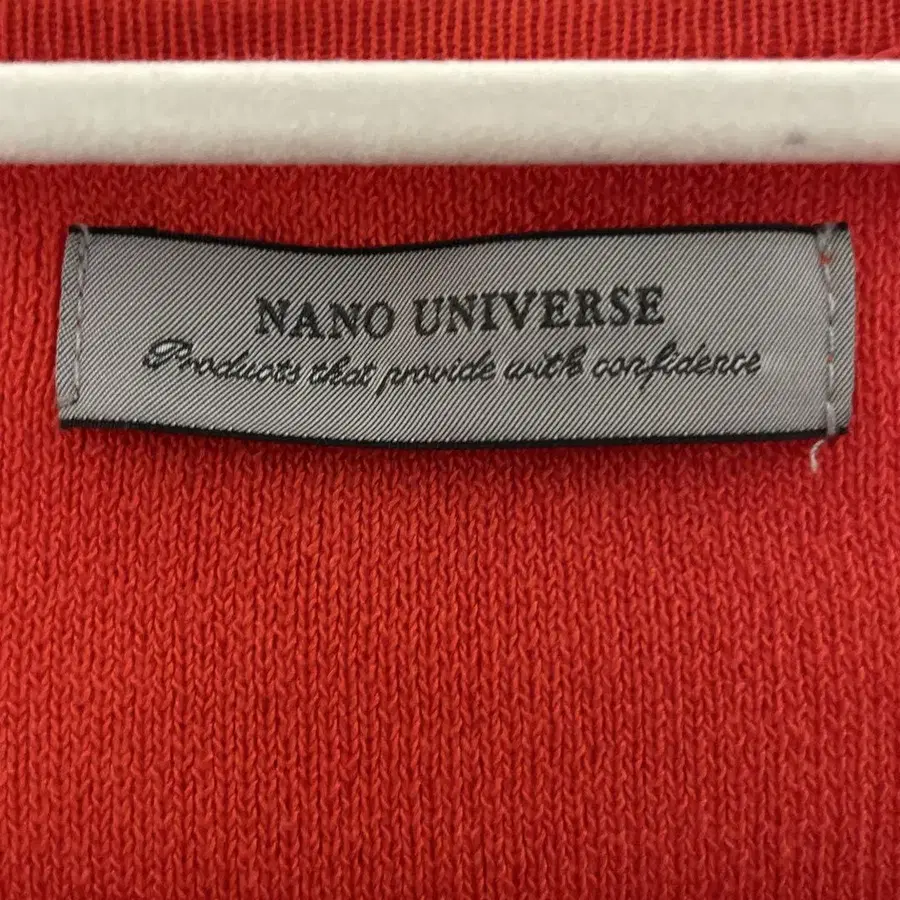 NANO UNIVERSE
Products that provide with confidence